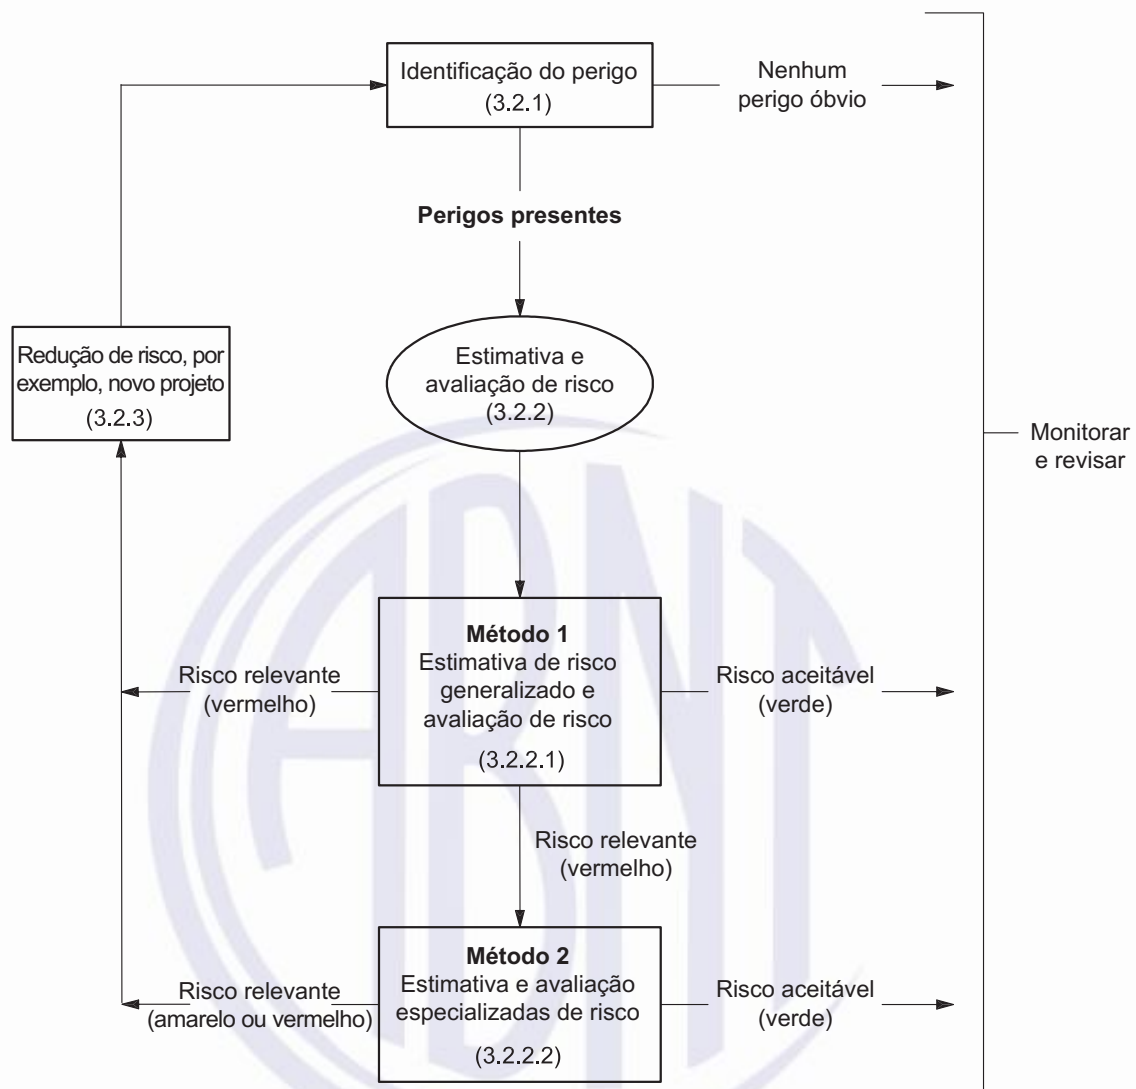 Identificação do perigo
(3.2.1)
Nenhum
perigo óbvio
Perigos presentes
Redução de risco, por
exemplo, novo projeto
(3.2.3)
Estimativa e
avaliação de risco
(3.2.2)
Monitorar
e revisar
Método 1
Estimativa de risco
generalizado e
avaliação de risco
(3.2.2.1)
Risco relevante
(vermelho)
Risco aceitável
(verde)
Risco relevante
(vermelho)
Método 2
Estimativa e avaliação
especializadas de risco
(3.2.2.2)
Risco relevante
(amarelo ou vermelho)
Risco aceitável
(verde)
ABNT